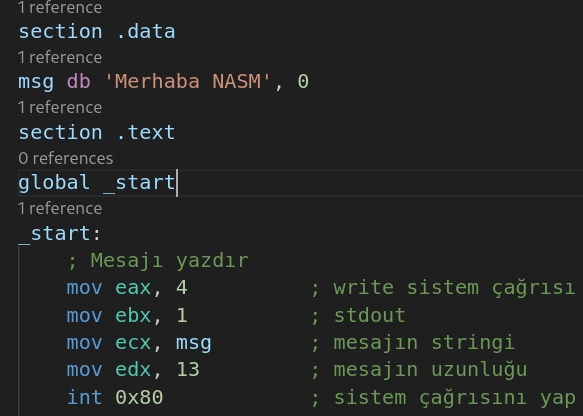 1 reference
section .data
1 reference
msg db 'Merhaba NASM', 0
1 reference
section .text
0 references
global _start
1 reference
_start:
    ; Mesajı yazdır
    mov eax, 4          ; write sistem çağrısı
    mov ebx, 1          ; stdout
    mov ecx, msg        ; mesajın stringi
    mov edx, 13         ; mesajın uzunluğu
    int 0x80            ; sistem çağrısını yap